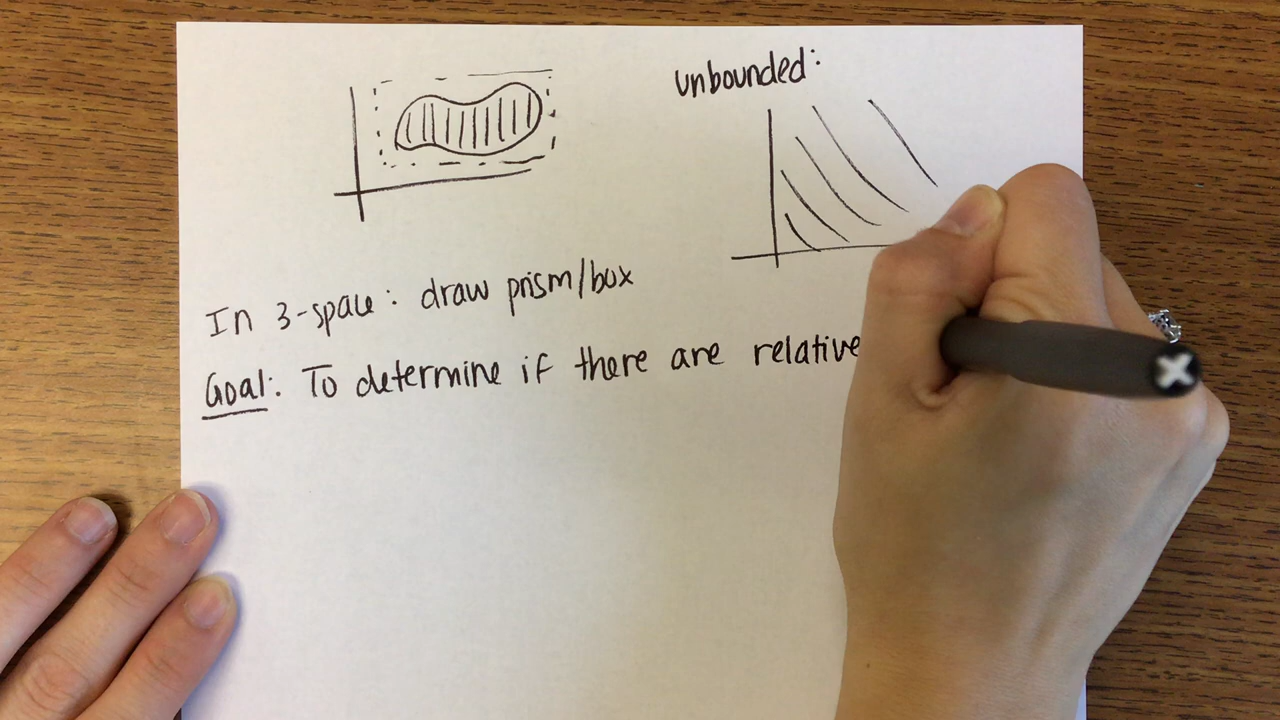 unbounded:
In 3-space: draw prism/box
Goal: To determine if there are relative